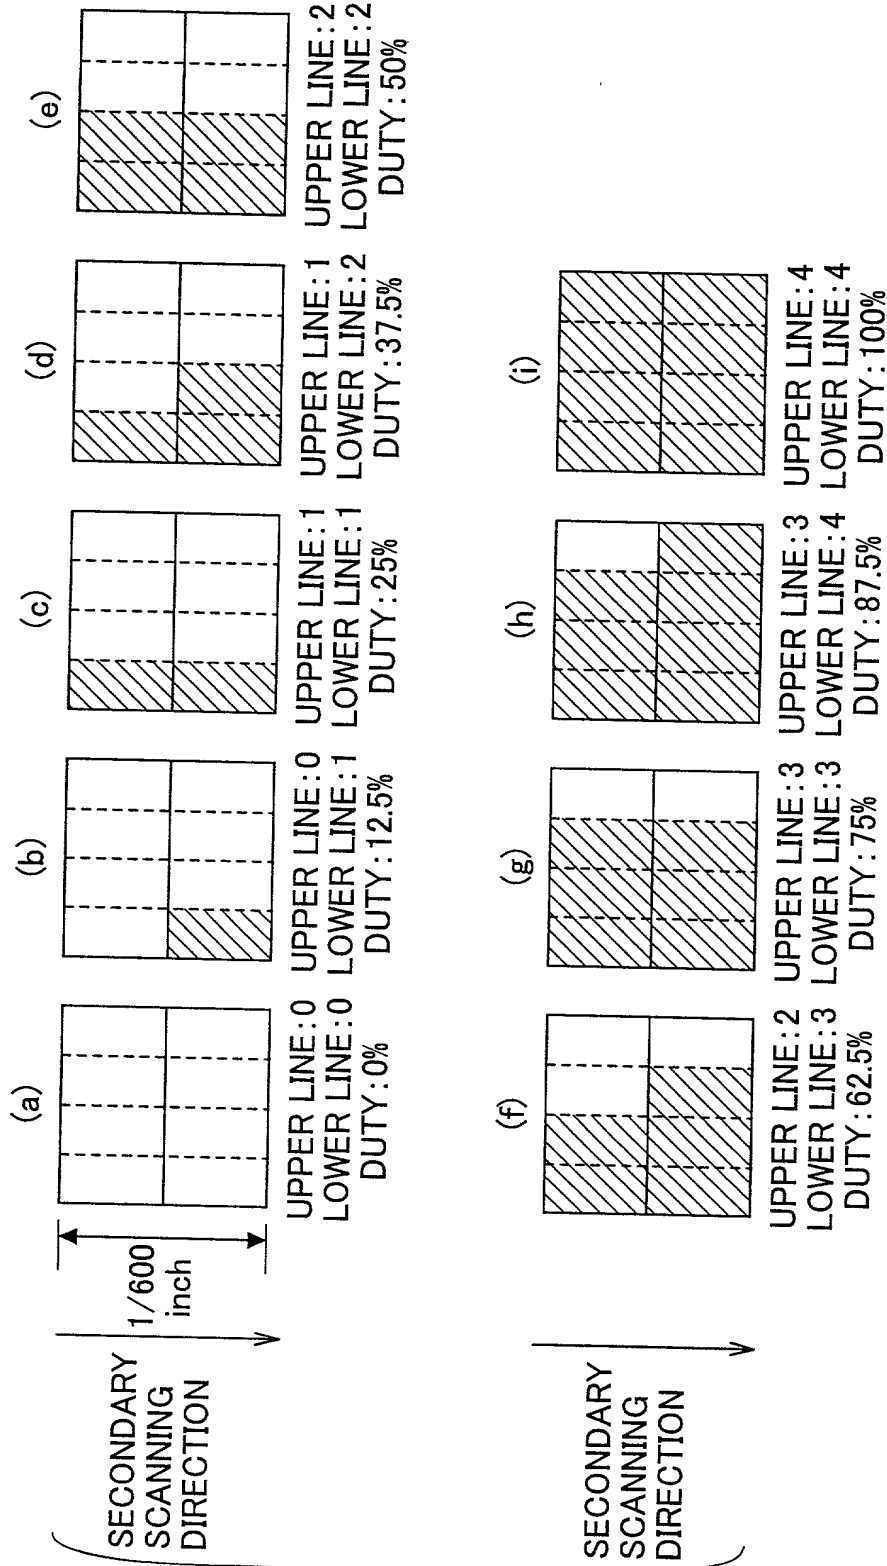 SECONDARY
SCANNING
DIRECTION
1/600
inch
(a)
UPPER LINE:0
LOWER LINE:0
DUTY:0%
(b)
UPPER LINE:0
LOWER LINE:1
DUTY:12.5%
(c)
UPPER LINE:1
LOWER LINE:1
DUTY:25%
(d)
UPPER LINE:1
LOWER LINE:2
DUTY:37.5%
(e)
UPPER LINE:2
LOWER LINE:2
DUTY:50%
SECONDARY
SCANNING
DIRECTION
(f)
UPPER LINE:2
LOWER LINE:3
DUTY:62.5%
(g)
UPPER LINE:3
LOWER LINE:3
DUTY:75%
(h)
UPPER LINE:3
LOWER LINE:4
DUTY:87.5%
(i)
UPPER LINE:4
LOWER LINE:4
DUTY:100%